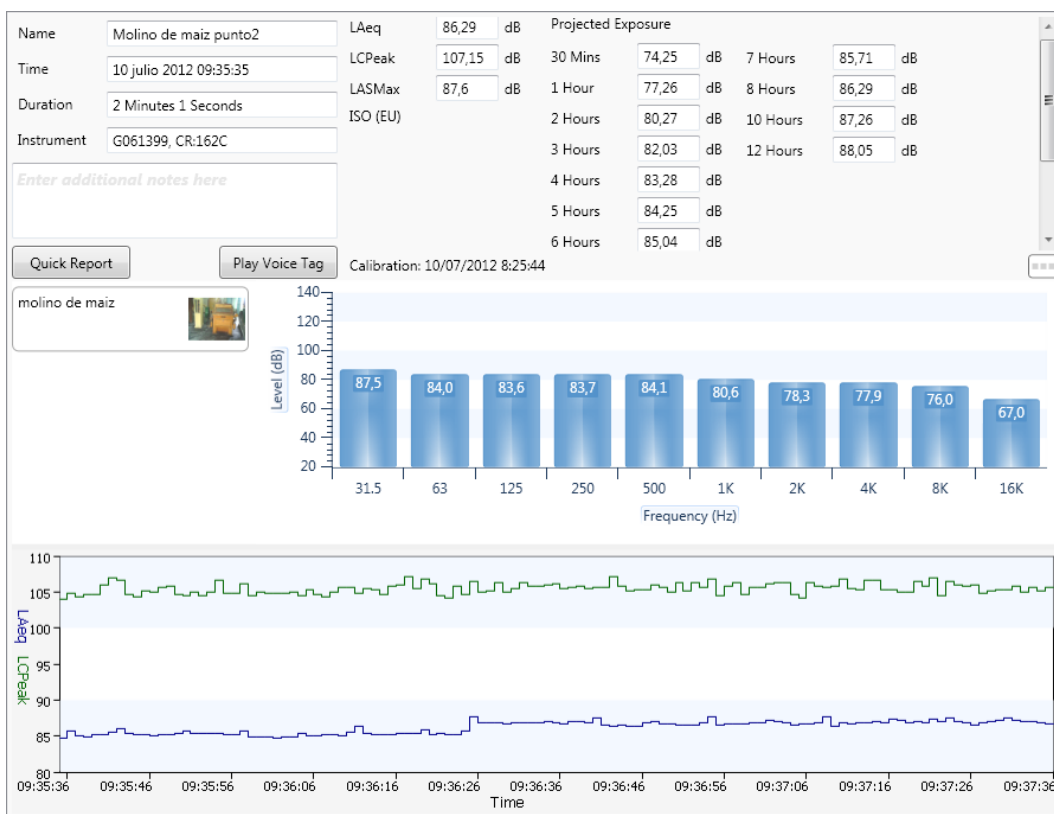 Name Molino de maiz punto2
Time 10 julio 2012 09:35:35
Duration 2 Minutes 1 Seconds
Instrument G061399, CR:162C
Enter additional notes here
Quick Report Play Voice Tag
LAeq 86,29 dB
LCPeak 107,15 dB
LASMax 87,6 dB
ISO (EU)
Projected Exposure
30 Mins 74,25 dB 7 Hours 85,71 dB
1 Hour 77,26 dB 8 Hours 86,29 dB
2 Hours 80,27 dB 10 Hours 87,26 dB
3 Hours 82,03 dB 12 Hours 88,05 dB
4 Hours 83,28 dB
5 Hours 84,25 dB
6 Hours 85,04 dB
Calibration: 10/07/2012 8:25:44
molino de maiz
Level (dB)
140
120
100
80
60
40
20
87,5 84,0 83,6 83,7 84,1 80,6 78,3 77,9 76,0 67,0
31.5 63 125 250 500 1K 2K 4K 8K 16K
Frequency (Hz)
LAeq LCPeak
110
105
100
95
90
85
80
09:35:36 09:35:46 09:35:56 09:36:06 09:36:16 09:36:26 09:36:36 09:36:46 09:36:56 09:37:06 09:37:16 09:37:26 09:37:36
Time